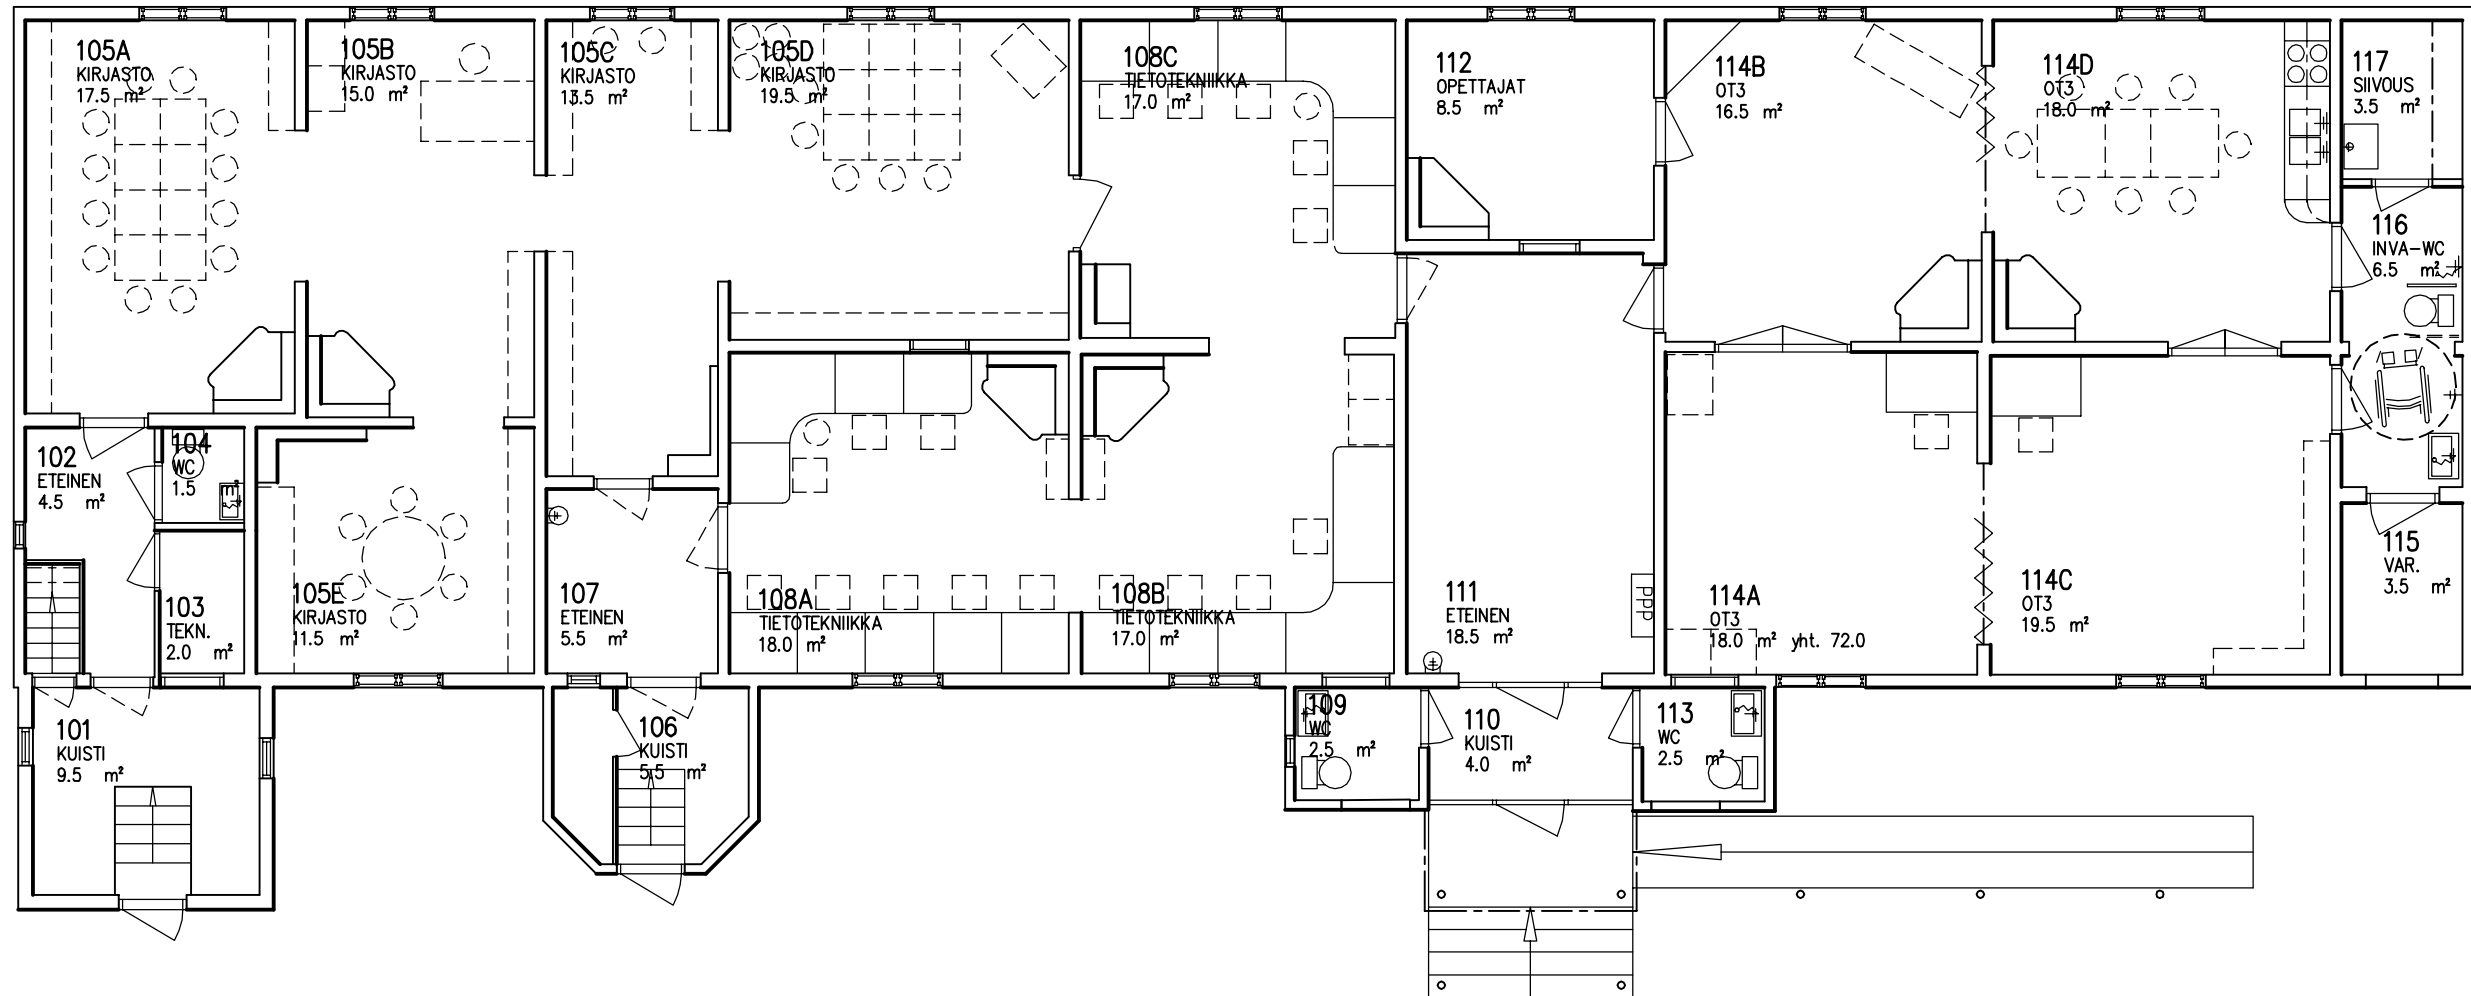 105A
KIRJASTO
17.5 m²
105B
KIRJASTO
15.0 m²
105C
KIRJASTO
13.5 m²
105D
KIRJASTO
19.5 m²
108C
TIETOTEKNIIKKA
17.0 m²
112
OPETTAJAT
8.5 m²
114B
OT3
16.5 m²
114D
OT3
18.0 m²
117
SIIVOUS
3.5 m²
116
INVA-WC
6.5 m²
102
ETEINEN
4.5 m²
104
WC
1.5 m²
103
TEKN.
2.0 m²
105E
KIRJASTO
11.5 m²
107
ETEINEN
5.5 m²
108A
TIETOTEKNIIKKA
18.0 m²
108B
TIETOTEKNIIKKA
17.0 m²
111
ETEINEN
18.5 m²
PPP
114A
OT3
18.0 m² yht. 72.0
114C
OT3
19.5 m²
115
VAR.
3.5 m²
101
KUISTI
9.5 m²
106
KUISTI
5.5 m²
109
WC
2.5 m²
110
KUISTI
4.0 m²
113
WC
2.5 m²